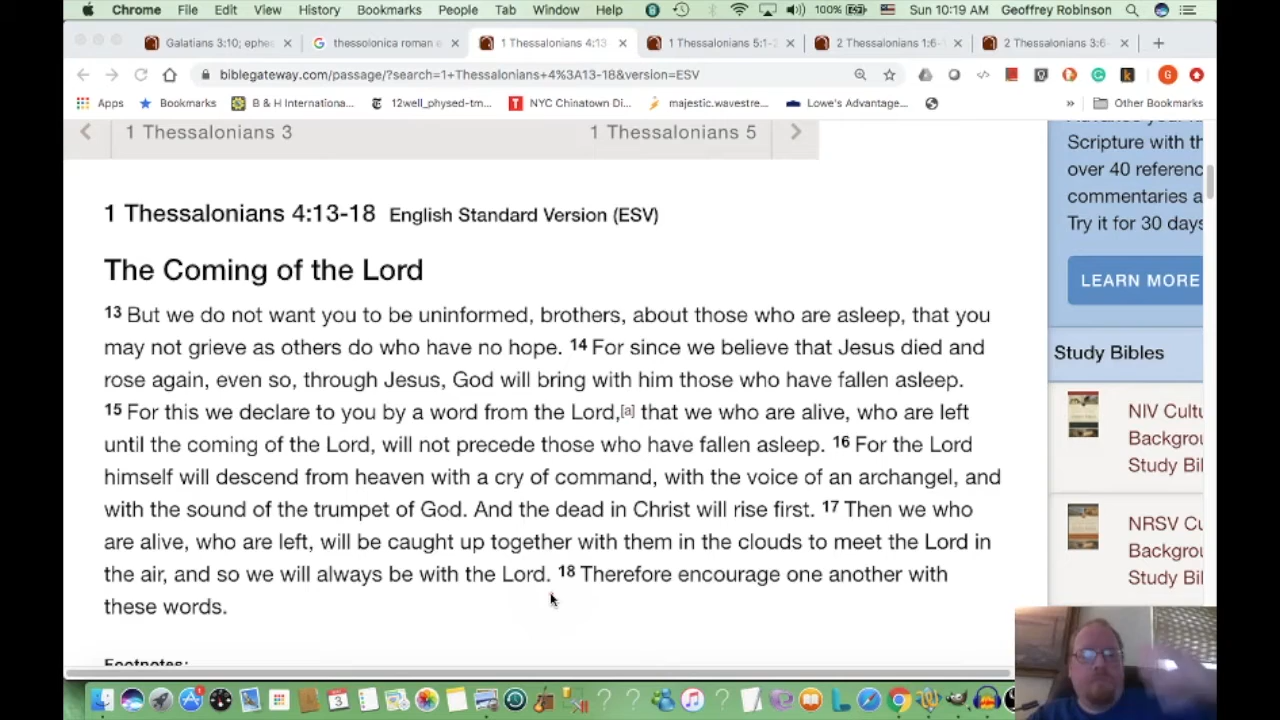 Chrome File Edit View History Bookmarks People Tab Window Help 100% Sun 10:19 AM Geoffrey Robinson
Galatians 3:10; ephe thessolonica roman e 1 Thessalonians 4:13 1 Thessalonians 5:1-2 2 Thessalonians 1:6- 2 Thessalonians 3:6-
biblegateway.com/passage/?search=1+Thessalonians+4%3A13-18&version=ESV
Apps Bookmarks B & H Internationa... 12well_physed-tm... NYC Chinatown Di... majestic.wavestre... Lowe's Advantage... » Other Bookmarks
1 Thessalonians 3 1 Thessalonians 5
1 Thessalonians 4:13-18 English Standard Version (ESV)
The Coming of the Lord
13 But we do not want you to be uninformed, brothers, about those who are asleep, that you
may not grieve as others do who have no hope. 14 For since we believe that Jesus died and
rose again, even so, through Jesus, God will bring with him those who have fallen asleep.
15 For this we declare to you by a word from the Lord,[a] that we who are alive, who are left
until the coming of the Lord, will not precede those who have fallen asleep. 16 For the Lord
himself will descend from heaven with a cry of command, with the voice of an archangel, and
with the sound of the trumpet of God. And the dead in Christ will rise first. 17 Then we who
are alive, who are left, will be caught up together with them in the clouds to meet the Lord in
the air, and so we will always be with the Lord. 18 Therefore encourage one another with
these words.
Footnotes:
Scripture with th
over 40 referenc
commentaries a
Try it for 30 days
LEARN MORE
Study Bibles
NIV Cultu
Backgrou
Study Bil
NRSV Cu
Backgrou
Study Bil